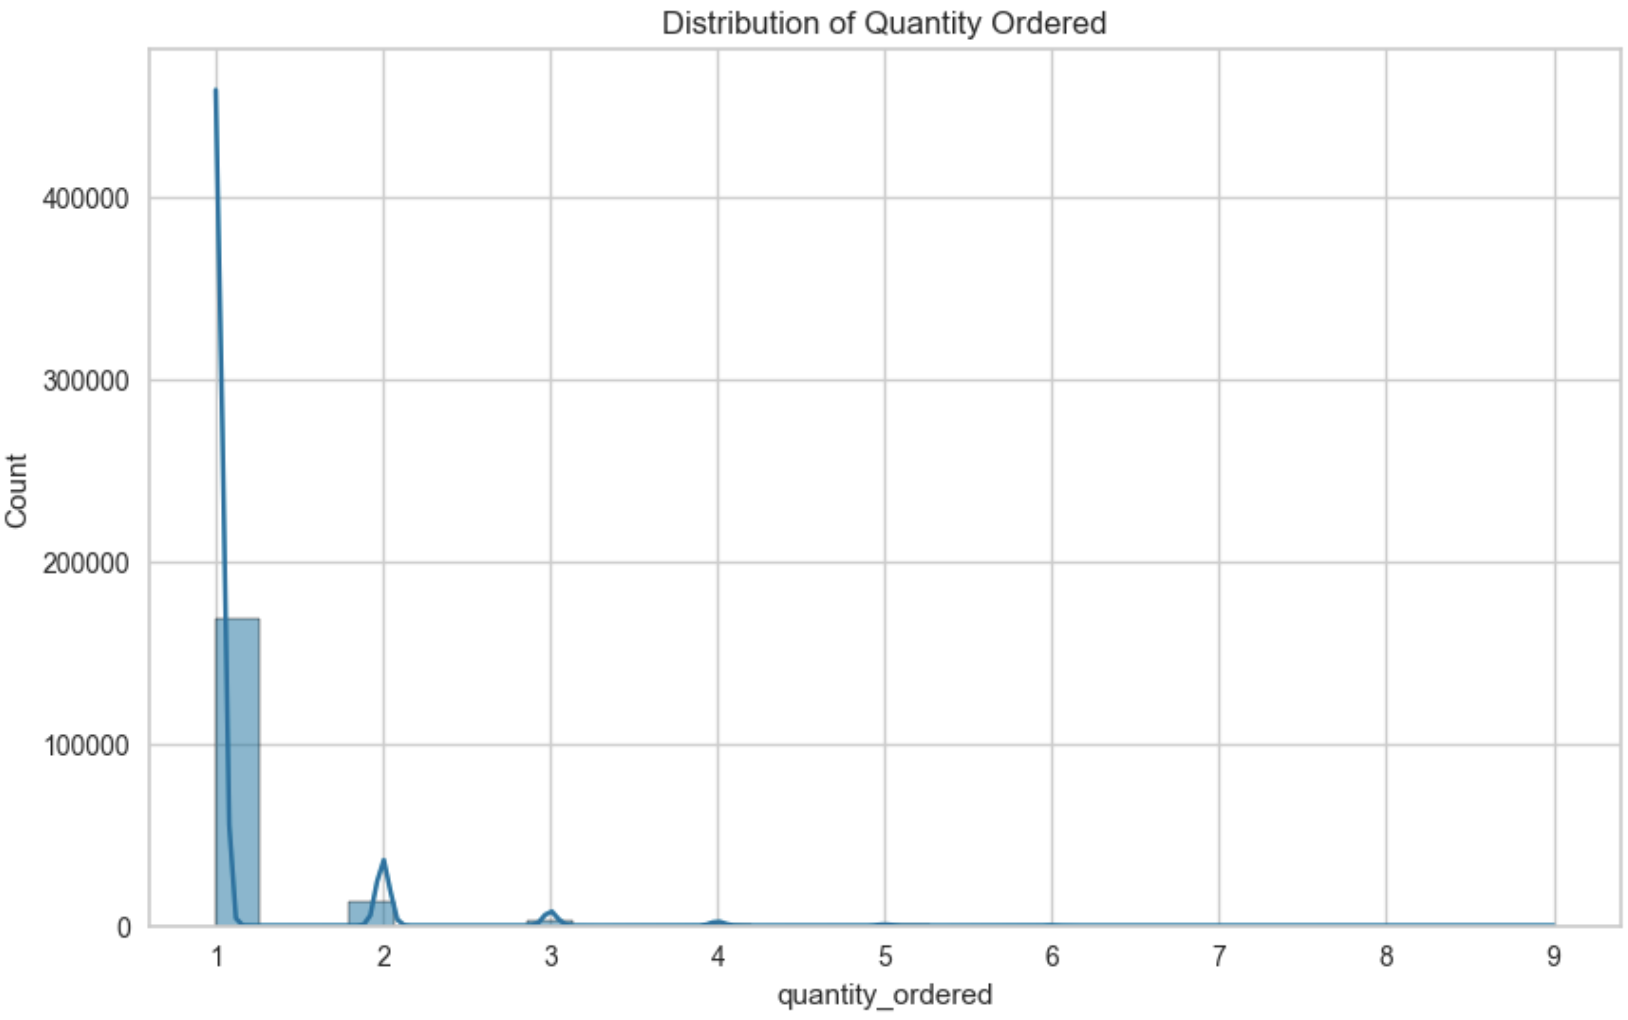 Distribution of Quantity Ordered
Count
400000
300000
200000
100000
0
1 2 3 4 5 6 7 8 9
quantity_ordered